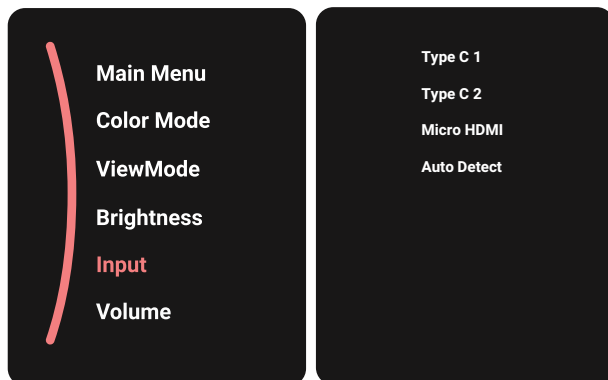 Main Menu
Color Mode
ViewMode
Brightness
Input
Volume
Type C 1
Type C 2
Micro HDMI
Auto Detect